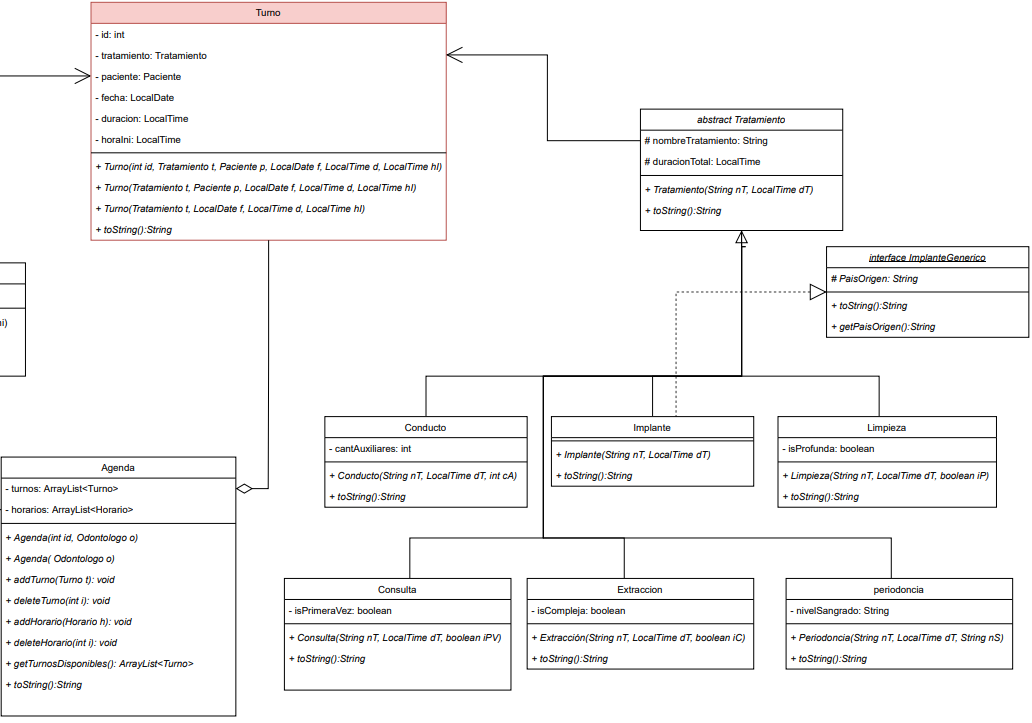 Turno
- id: int
- tratamiento: Tratamiento
- paciente: Paciente
- fecha: LocalDate
- duracion: LocalTime
- horaIni: LocalTime
+ Turno(int id, Tratamiento t, Paciente p, LocalDate f, LocalTime d, LocalTime hI)
+ Turno(Tratamiento t, Paciente p, LocalDate f, LocalTime d, LocalTime hI)
+ Turno(Tratamiento t, LocalDate f, LocalTime d, LocalTime hI)
+ toString():String
abstract Tratamiento
# nombreTratamiento: String
# duracionTotal: LocalTime
+ Tratamiento(String nT, LocalTime dT)
+ toString():String
interface ImplanteGenerico
# PaisOrigen: String
+ toString():String
+ getPaisOrigen():String
ni)
Conducto
- cantAuxiliares: int
+ Conducto(String nT, LocalTime dT, int cA)
+ toString():String
Implante
+ Implante(String nT, LocalTime dT)
+ toString():String
Limpieza
- isProfunda: boolean
+ Limpieza(String nT, LocalTime dT, boolean iP)
+ toString():String
Agenda
- turnos: ArrayList<Turno>
- horarios: ArrayList<Horario>
+ Agenda(int id, Odontologo o)
+ Agenda( Odontologo o)
+ addTurno(Turno t): void
+ deleteTurno(int i): void
+ addHorario(Horario h): void
+ deleteHorario(int i): void
+ getTurnosDisponibles(): ArrayList<Turno>
+ toString():String
Consulta
- isPrimeraVez: boolean
+ Consulta(String nT, LocalTime dT, boolean iPV)
+ toString():String
Extraccion
- isCompleja: boolean
+ Extracción(String nT, LocalTime dT, boolean iC)
+ toString():String
periodoncia
- nivelSangrado: String
+ Periodoncia(String nT, LocalTime dT, String nS)
+ toString():String